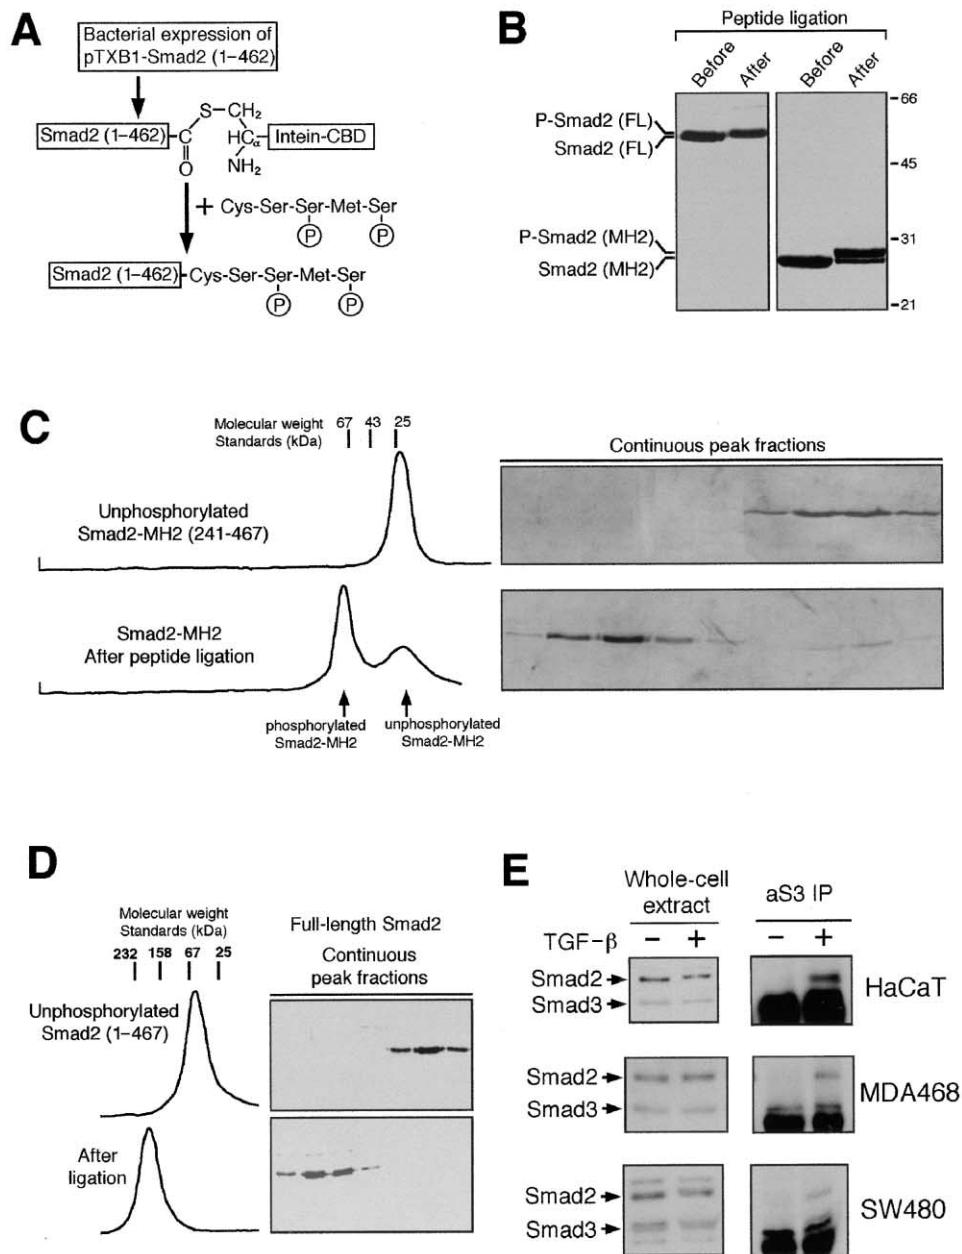 A
Bacterial expression of
pTXB1-Smad2 (1–462)
S–CH2
Smad2 (1–462)
C
HCα
Intein-CBD
O
NH2
+ Cys-Ser-Ser-Met-Ser
P P
Smad2 (1–462) Cys-Ser-Ser-Met-Ser
P P
B
Peptide ligation
Before After Before After
P-Smad2 (FL)
Smad2 (FL)
P-Smad2 (MH2)
Smad2 (MH2)
66
45
31
21
C
Molecular weight
Standards (kDa)
67 43 25
Unphosphorylated
Smad2-MH2 (241-467)
Smad2-MH2
After peptide ligation
phosphorylated
Smad2-MH2
unphosphorylated
Smad2-MH2
Continuous peak fractions
D
Molecular weight
Standards (kDa)
232 158 67 25
Unphosphorylated
Smad2 (1–467)
After
ligation
Full-length Smad2
Continuous
peak fractions
E
Whole-cell
extract
aS3 IP
TGF-β – + – +
Smad2
Smad3
HaCaT
Smad2
Smad3
MDA468
Smad2
Smad3
SW480